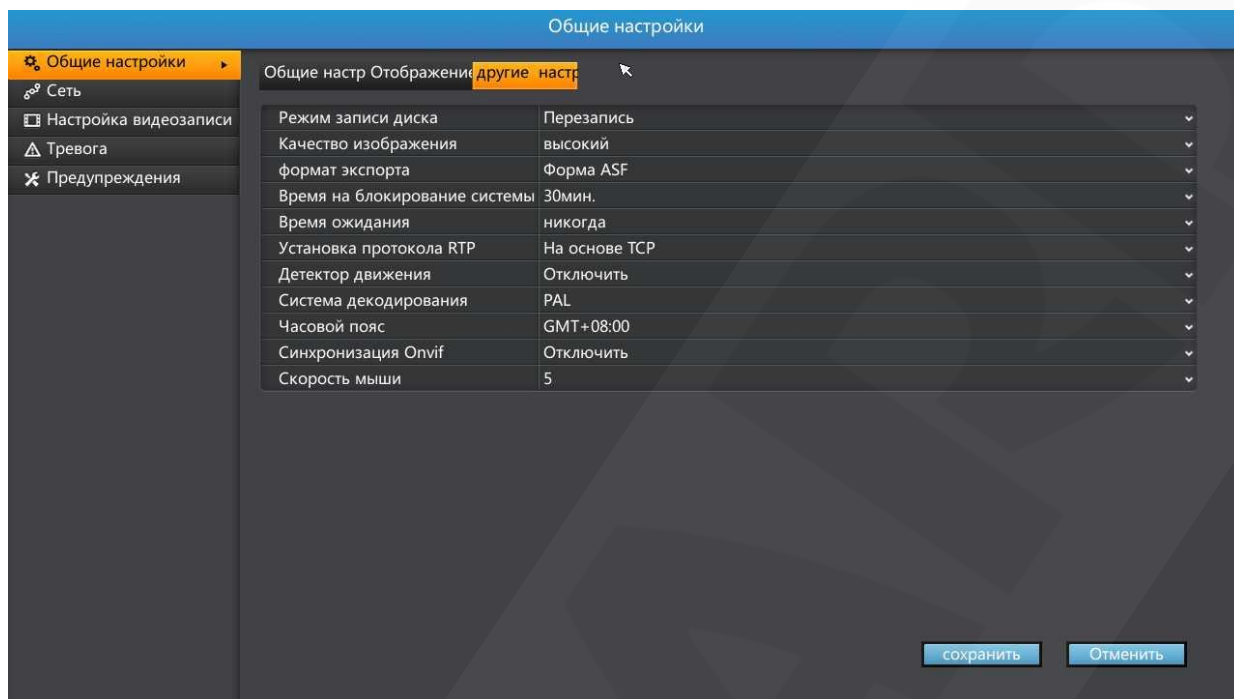 Общие настройки
Общие настройки
Сеть
Настройка видеозаписи
Тревога
Предупреждения
Общие настр Отображение другие настр
Режим записи диска Перезапись
Качество изображения высокий
формат экспорта Форма ASF
Время на блокирование системы 30мин.
Время ожидания никогда
Установка протокола RTP На основе TCP
Детектор движения Отключить
Система декодирования PAL
Часовой пояс GMT+08:00
Синхронизация Onvif Отключить
Скорость мыши 5
сохранить Отменить